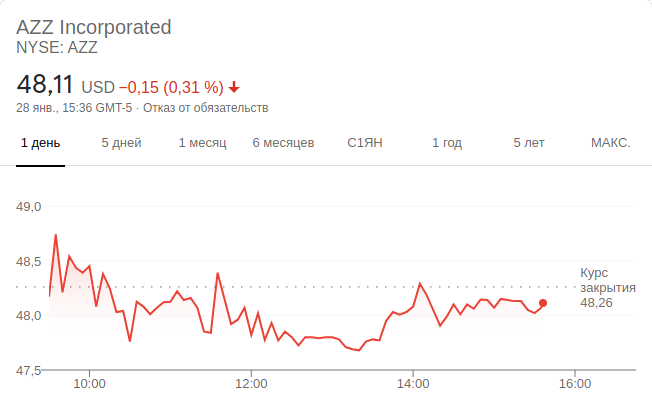 AZZ Incorporated
NYSE: AZZ
48,11 USD −0,15 (0,31 %)
28 янв., 15:36 GMT-5 · Отказ от обязательств
1 день 5 дней 1 месяц 6 месяцев С1ЯН 1 год 5 лет МАКС.
49,0
48,5
Курс
закрытия
48,26
48,0
47,5
10:00 12:00 14:00 16:00